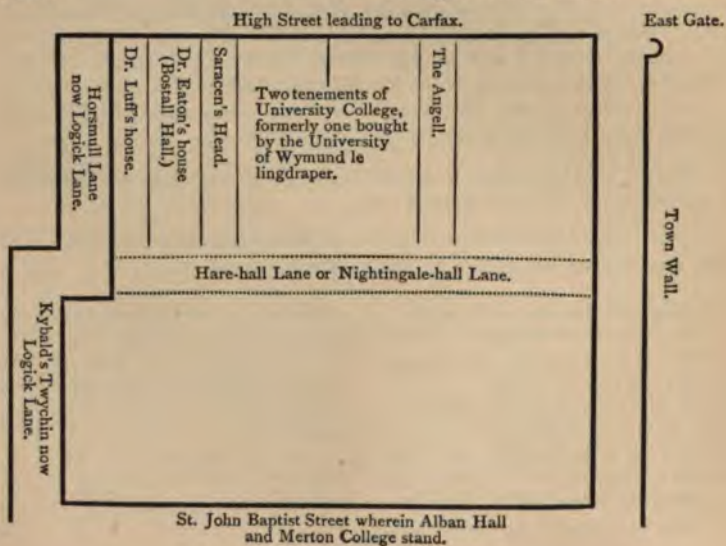 High Street leading to Carfax.
East Gate.
Horsmull Lane
now Logick Lane.
Dr. Luff's house.
Dr. Eaton's house
(Bostall Hall.)
Saracen's Head.
Two tenements of
University College,
formerly one bought
by the University
of Wymund le
lingdraper.
The Angell.
Town Wall.
Hare-hall Lane or Nightingale-hall Lane.
Kybald's Twychin now
Logick Lane.
St. John Baptist Street wherein Alban Hall
and Merton College stand.